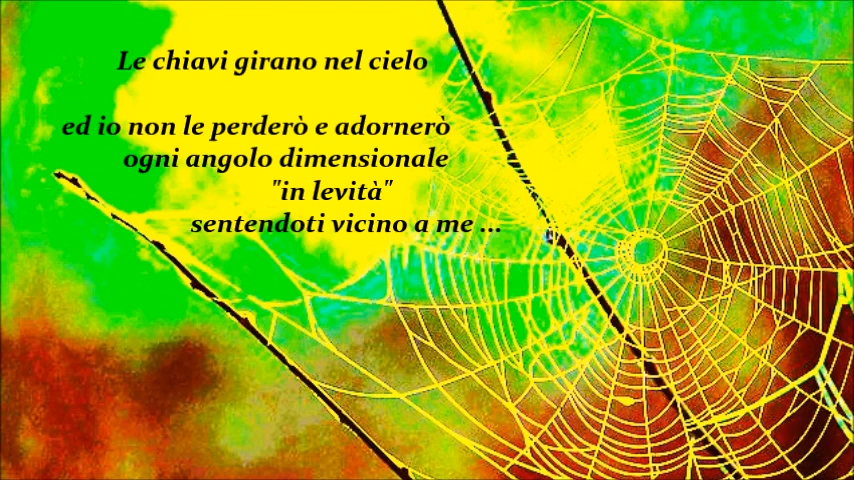 Le chiavi girano nel cielo
ed io non le perderò e adornerò
ogni angolo dimensionale
"in levità"
sentendoti vicino a me ...